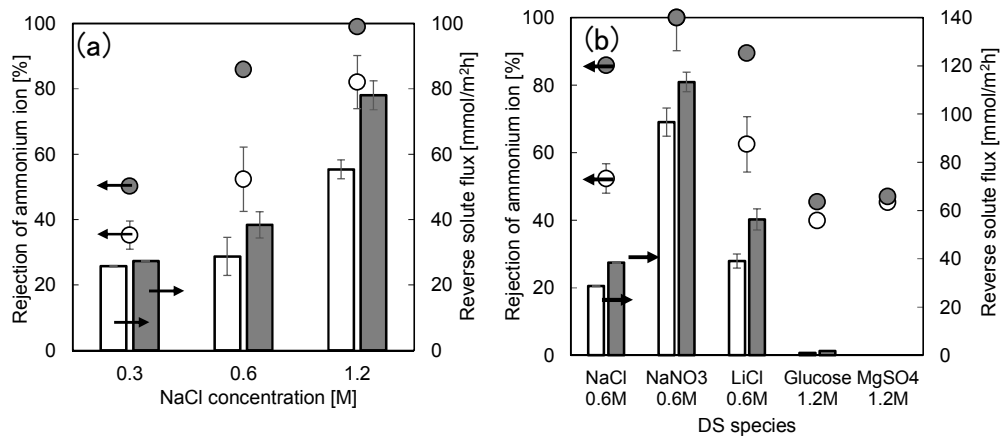 (a)
Rejection of ammonium ion [%]
100
80
60
40
20
0
100
80
60
40
20
0
Reverse solute flux [mmol/m²h]
0.3 0.6 1.2
NaCl concentration [M]
(b)
Rejection of ammonium ion [%]
100
80
60
40
20
0
140
120
100
80
60
40
20
0
Reverse solute flux [mmol/m²h]
NaCl NaNO3 LiCl Glucose MgSO4
0.6M 0.6M 0.6M 1.2M 1.2M
DS species